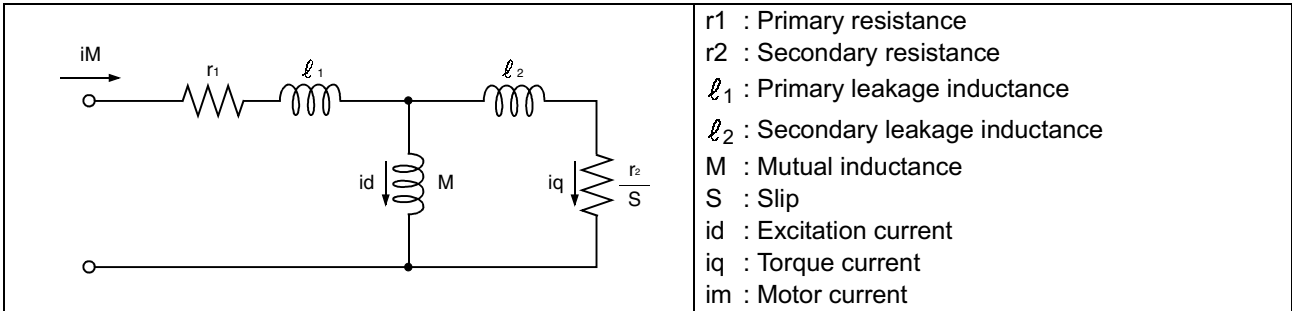 iM
r1
ℓ1
ℓ2
id
M
iq
r2
S
r1 : Primary resistance
r2 : Secondary resistance
ℓ1 : Primary leakage inductance
ℓ2 : Secondary leakage inductance
M : Mutual inductance
S : Slip
id : Excitation current
iq : Torque current
im : Motor current